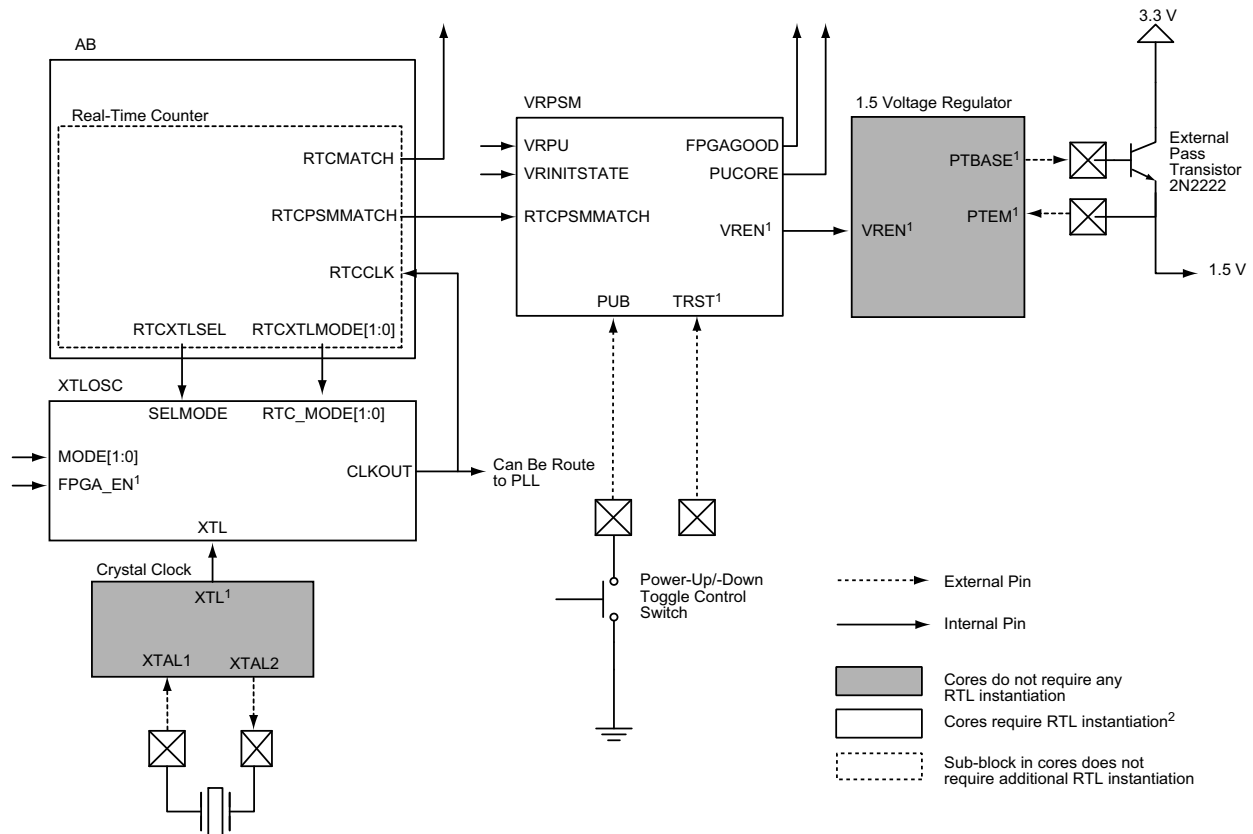 3.3 V
AB
Real-Time Counter
RTCMATCH
RTCPSMMATCH
RTCCLK
RTCXTLSEL
RTCXTLMODE[1:0]
VRPSM
VRPU
VRINITSTATE
RTCPSMMATCH
FPGAGOOD
PUCORE
VREN¹
PUB
TRST¹
1.5 Voltage Regulator
PTBASE¹
PTEM¹
VREN¹
External
Pass
Transistor
2N2222
1.5 V
XTLOSC
SELMODE
RTC_MODE[1:0]
MODE[1:0]
FPGA_EN¹
CLKOUT
XTL
Can Be Route
to PLL
Crystal Clock
XTL¹
XTAL1
XTAL2
Power-Up/-Down
Toggle Control
Switch
External Pin
Internal Pin
Cores do not require any
RTL instantiation
Cores require RTL instantiation²
Sub-block in cores does not
require additional RTL instantiation